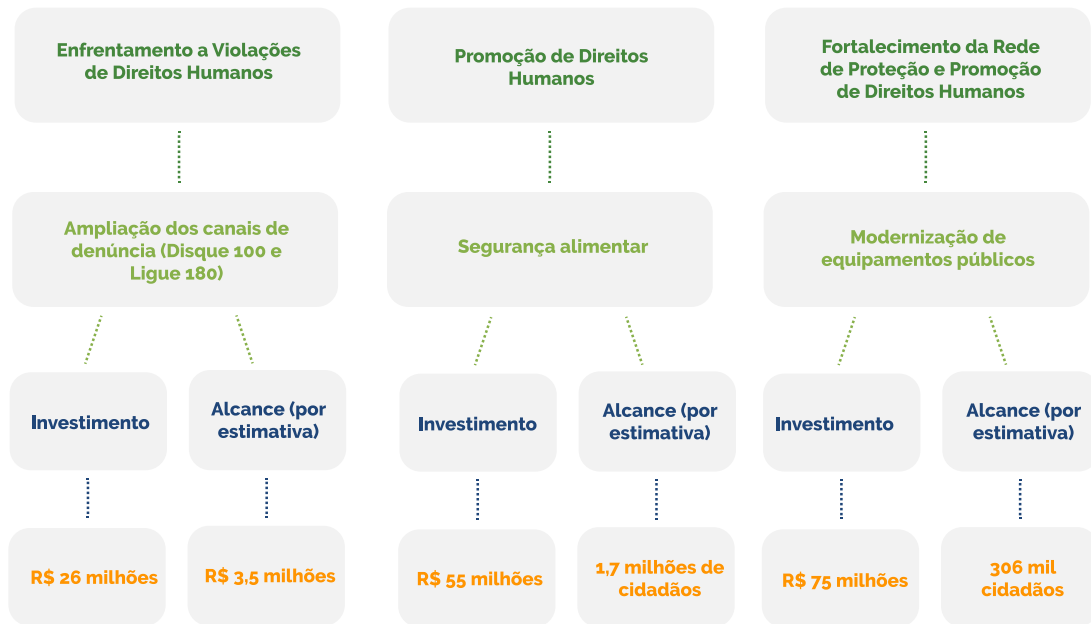 Enfrentamento a Violações
de Direitos Humanos
Promoção de Direitos
Humanos
Fortalecimento da Rede
de Proteção e Promoção
de Direitos Humanos
Ampliação dos canais de
denúncia (Disque 100 e
Ligue 180)
Segurança alimentar
Modernização de
equipamentos públicos
Investimento
Alcance (por
estimativa)
Investimento
Alcance (por
estimativa)
Investimento
Alcance (por
estimativa)
R$ 26 milhões
R$ 3,5 milhões
R$ 55 milhões
1,7 milhões de
cidadãos
R$ 75 milhões
306 mil
cidadãos